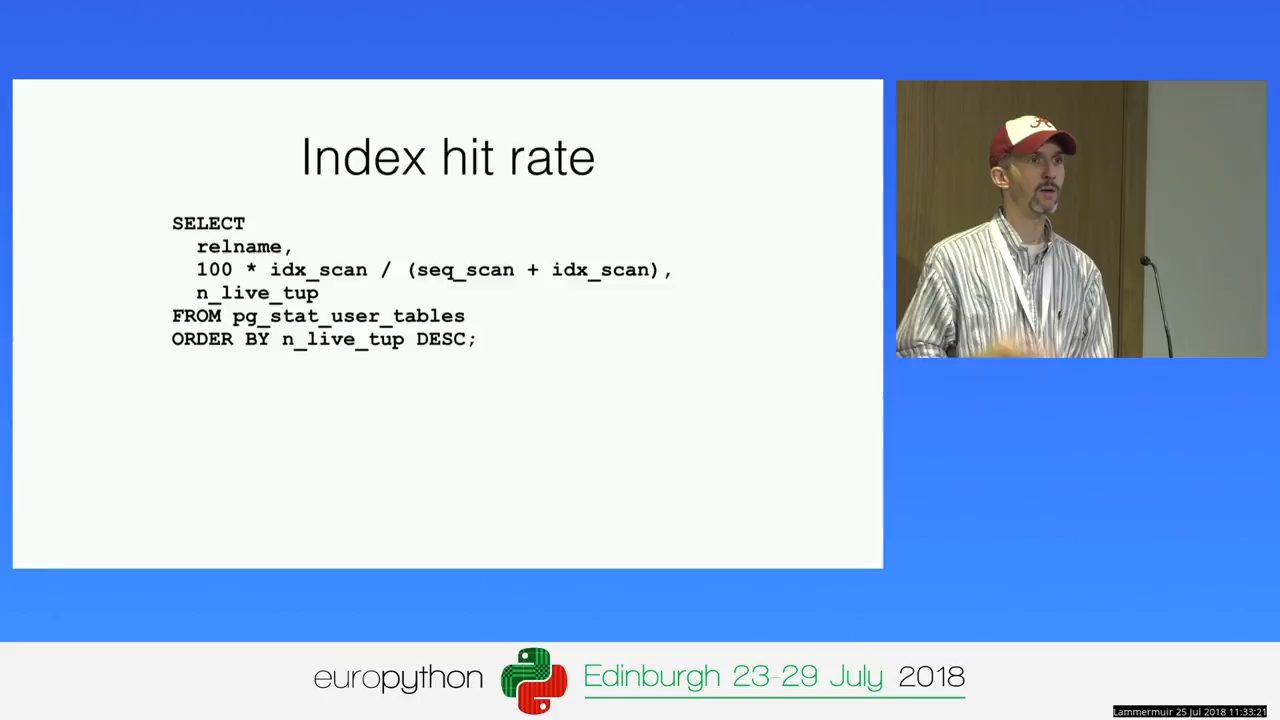 Index hit rate
SELECT
relname,
100 * idx_scan / (seq_scan + idx_scan),
n_live_tup
FROM pg_stat_user_tables
ORDER BY n_live_tup DESC;
europython
Edinburgh 23-29 July 2018
Lammermuir 25 Jul 2018 11:33:21